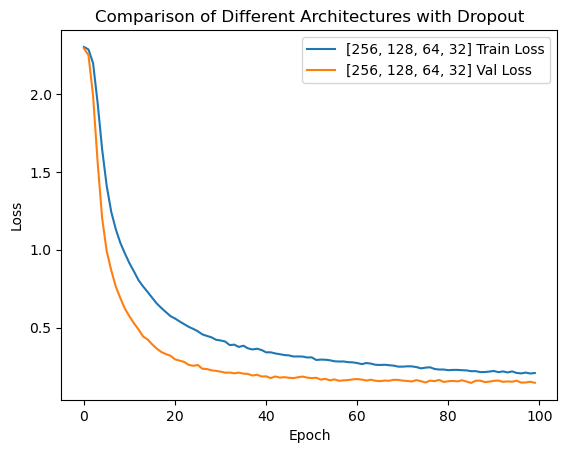 Comparison of Different Architectures with Dropout
[256, 128, 64, 32] Train Loss
[256, 128, 64, 32] Val Loss
Loss
2.0
1.5
1.0
0.5
0 20 40 60 80 100
Epoch